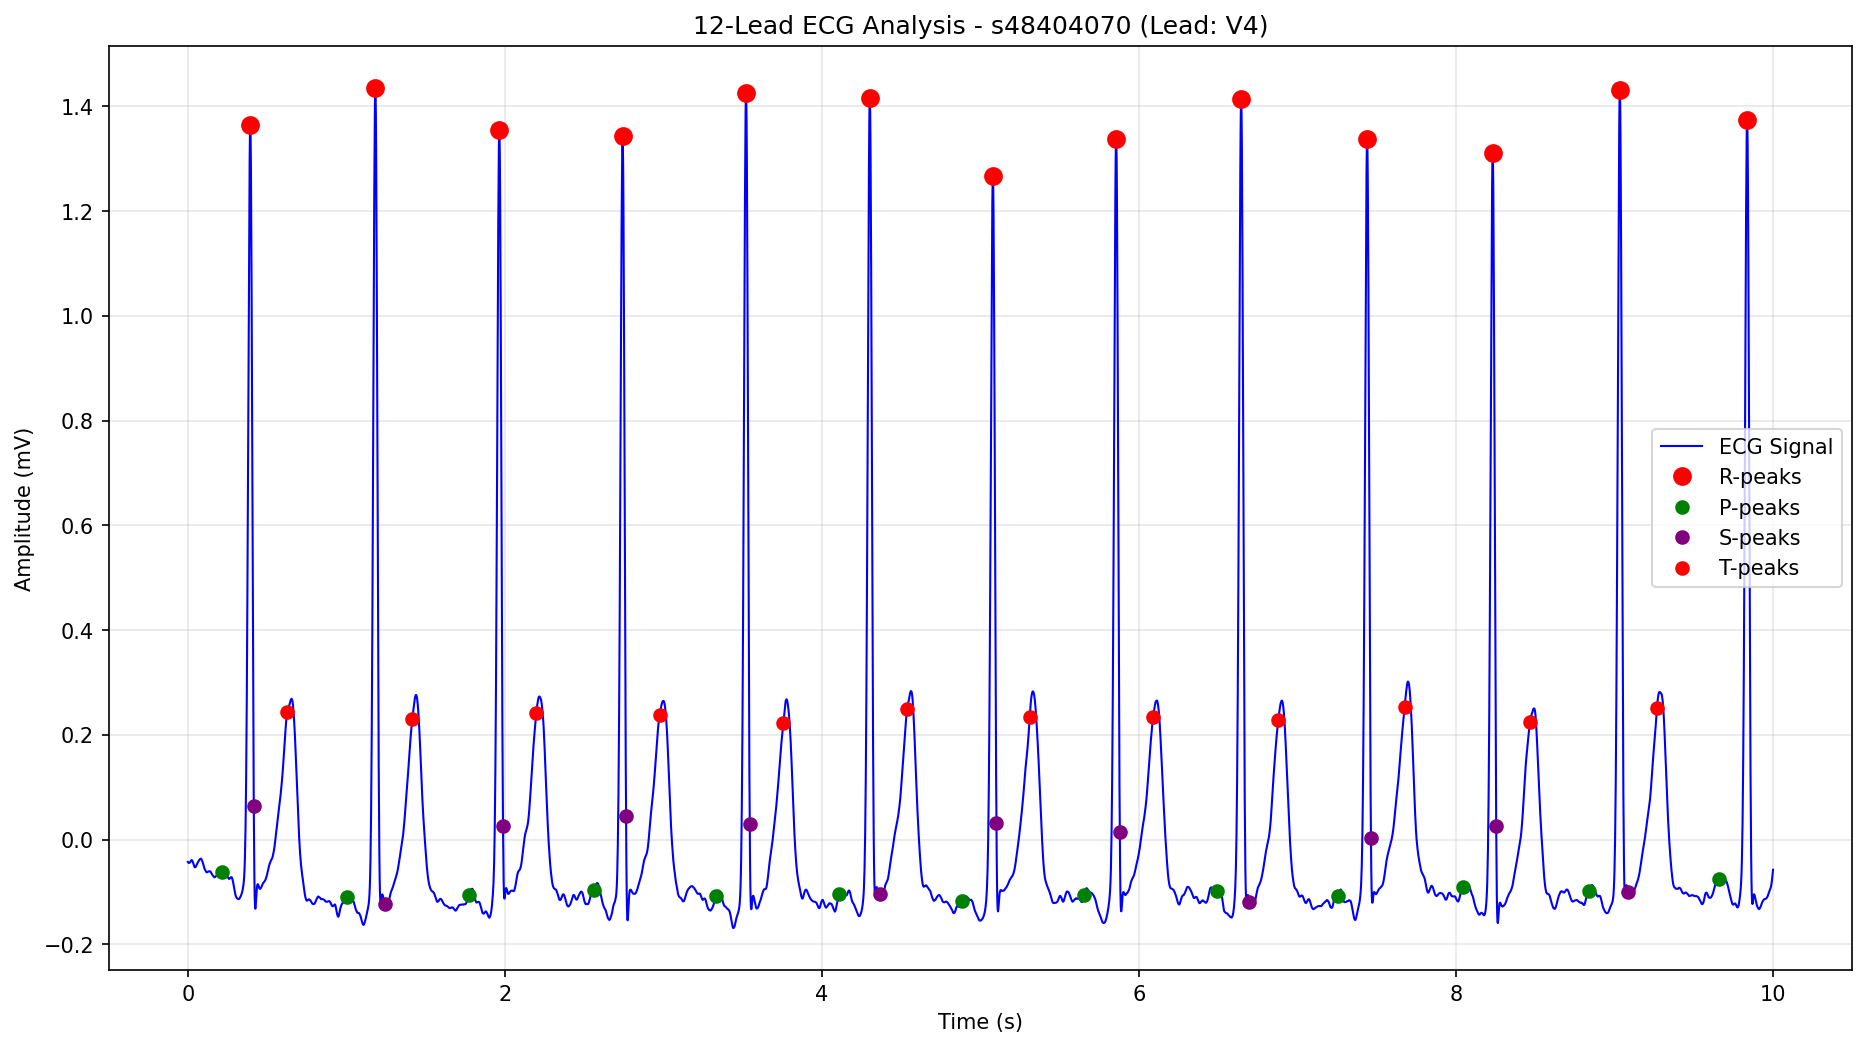 12-Lead ECG Analysis - s48404070 (Lead: V4)
Amplitude (mV)
1.4
1.2
1.0
0.8
0.6
0.4
0.2
0.0
−0.2
ECG Signal
R-peaks
P-peaks
S-peaks
T-peaks
0 2 4 6 8 10
Time (s)